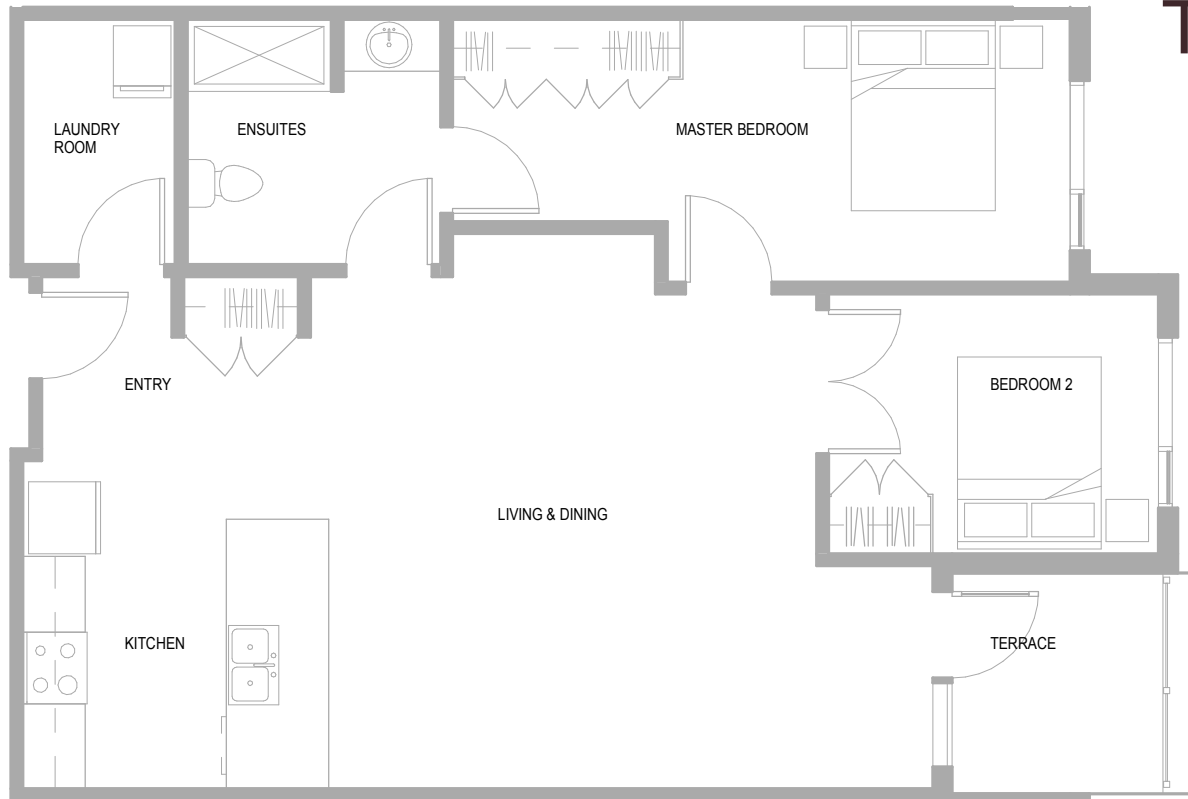 LAUNDRY
ROOM
ENSUITES
MASTER BEDROOM
ENTRY
BEDROOM 2
LIVING & DINING
KITCHEN
TERRACE